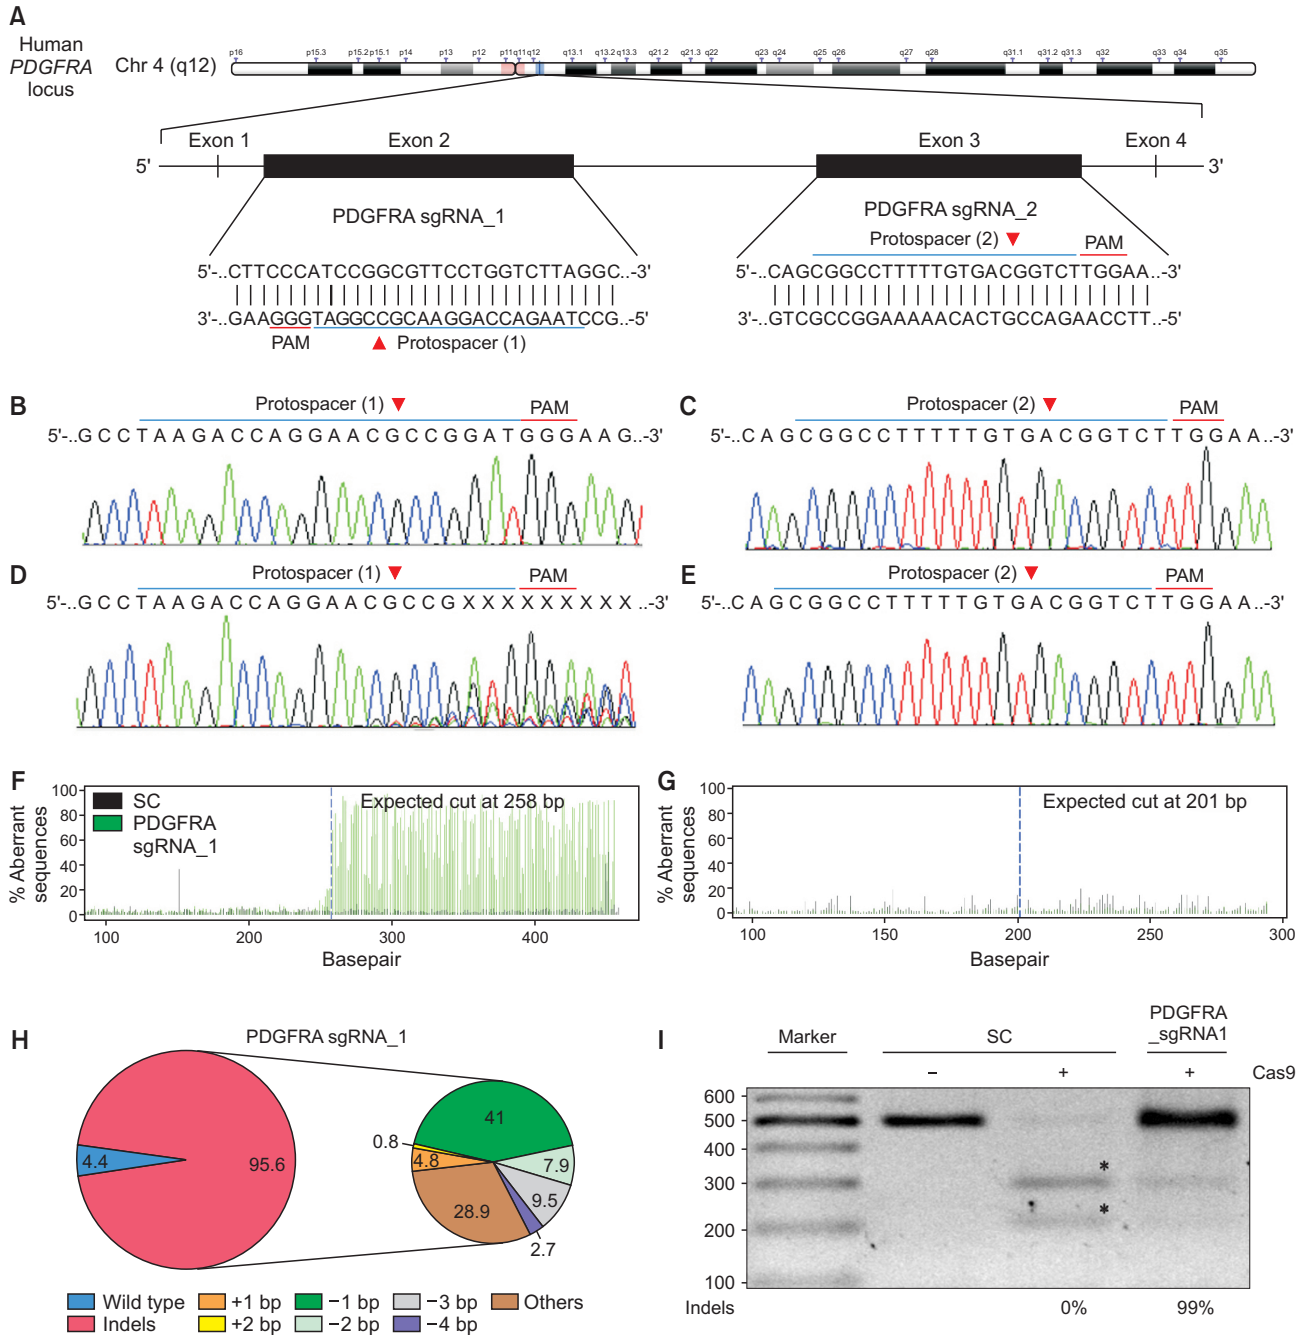 A
Human
PDGFRA
locus
Chr 4 (q12)
p16 p15.3 p15.2 p15.1 p14 p13 p12 p11 q11 q12 q13.1 q13.2 q13.3 q21.2 q21.3 q22 q23 q24 q25 q26 q27 q28 q31.1 q31.2 q31.3 q32 q33 q34 q35
5' Exon 1 Exon 2 Exon 3 Exon 4 3'
PDGFRA sgRNA_1
5'-..CTTCCCATCCGGCGTTCCTGGTCTTAGGC..-3'
3'-..GAAGGGTAGGCCGCAAGGACCAGAATCCG..-5'
PAM Protospacer (1)
PDGFRA sgRNA_2
Protospacer (2) PAM
5'-..CAGCGGCCTTTTTGTGACGGTCTTGGAA..-3'
3'-..GTCGCCGGAAAAACACTGCCAGAACCTT..-5'
B
Protospacer (1) PAM
5'-..GCCTAAGACCAGGAACGCCGGATGGGAAG..-3'
C
Protospacer (2) PAM
5'-..CAGCGGCCTTTTTGTGACGGTCTTGGAA..-3'
D
Protospacer (1) PAM
5'-..GCCTAAGACCAGGAACGCCGXXXXXXXXX..-3'
E
Protospacer (2) PAM
5'-..CAGCGGCCTTTTTGTGACGGTCTTGGAA..-3'
F
% Aberrant
sequences
100
80
60
40
20
0
SC
PDGFRA
sgRNA_1
Expected cut at 258 bp
100 200 300 400
Basepair
G
% Aberrant
sequences
100
80
60
40
20
0
Expected cut at 201 bp
100 150 200 250 300
Basepair
H
PDGFRA sgRNA_1
4.4
95.6
41
7.9
9.5
2.7
28.9
4.8
0.8
Wild type +1 bp −1 bp −3 bp Others
Indels +2 bp −2 bp −4 bp
I
Marker SC PDGFRA
_sgRNA1
− + + Cas9
600
500
400
300
200
100
*
*
Indels 0% 99%